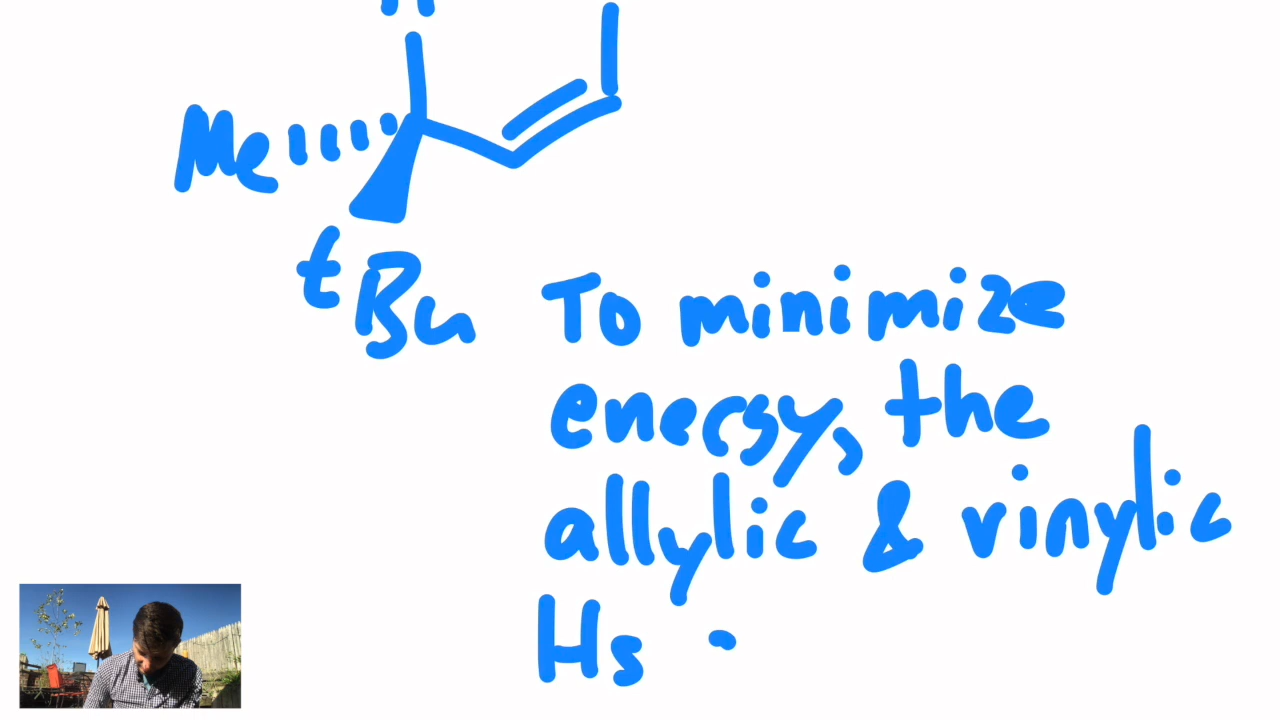 Me
tBu
To minimize
energy, the
allylic & vinylic
Hs